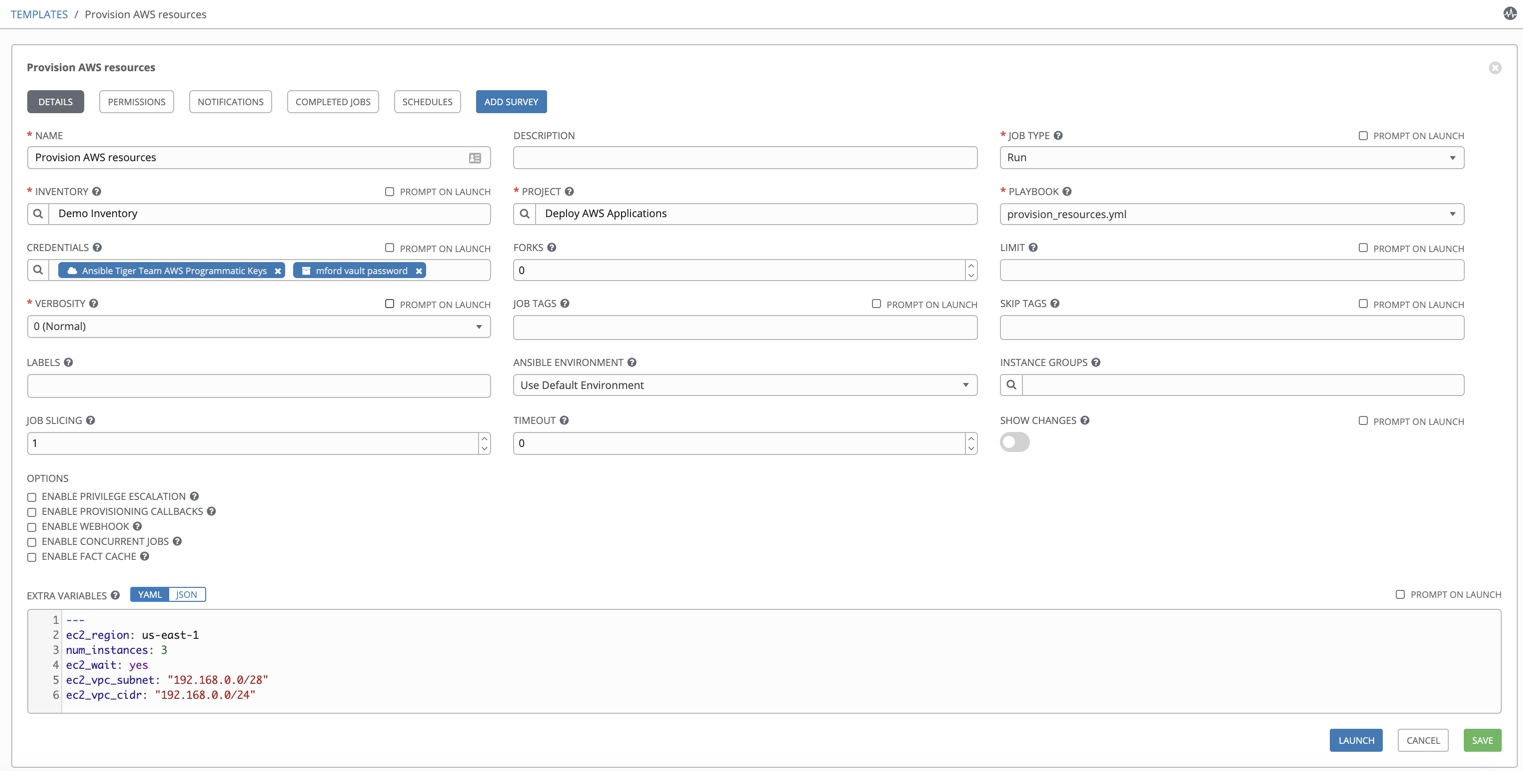 TEMPLATES / Provision AWS resources
Provision AWS resources
DETAILS PERMISSIONS NOTIFICATIONS COMPLETED JOBS SCHEDULES ADD SURVEY
* NAME DESCRIPTION * JOB TYPE PROMPT ON LAUNCH
Provision AWS resources Run
* INVENTORY PROMPT ON LAUNCH * PROJECT * PLAYBOOK
Demo Inventory Deploy AWS Applications provision_resources.yml
CREDENTIALS PROMPT ON LAUNCH FORKS LIMIT PROMPT ON LAUNCH
Ansible Tiger Team AWS Programmatic Keys mford vault password 0
* VERBOSITY PROMPT ON LAUNCH JOB TAGS PROMPT ON LAUNCH SKIP TAGS PROMPT ON LAUNCH
0 (Normal)
LABELS ANSIBLE ENVIRONMENT INSTANCE GROUPS
Use Default Environment
JOB SLICING TIMEOUT SHOW CHANGES PROMPT ON LAUNCH
1 0
OPTIONS
ENABLE PRIVILEGE ESCALATION
ENABLE PROVISIONING CALLBACKS
ENABLE WEBHOOK
ENABLE CONCURRENT JOBS
ENABLE FACT CACHE
EXTRA VARIABLES YAML JSON PROMPT ON LAUNCH
1 ---
2 ec2_region: us-east-1
3 num_instances: 3
4 ec2_wait: yes
5 ec2_vpc_subnet: "192.168.0.0/28"
6 ec2_vpc_cidr: "192.168.0.0/24"
LAUNCH CANCEL SAVE